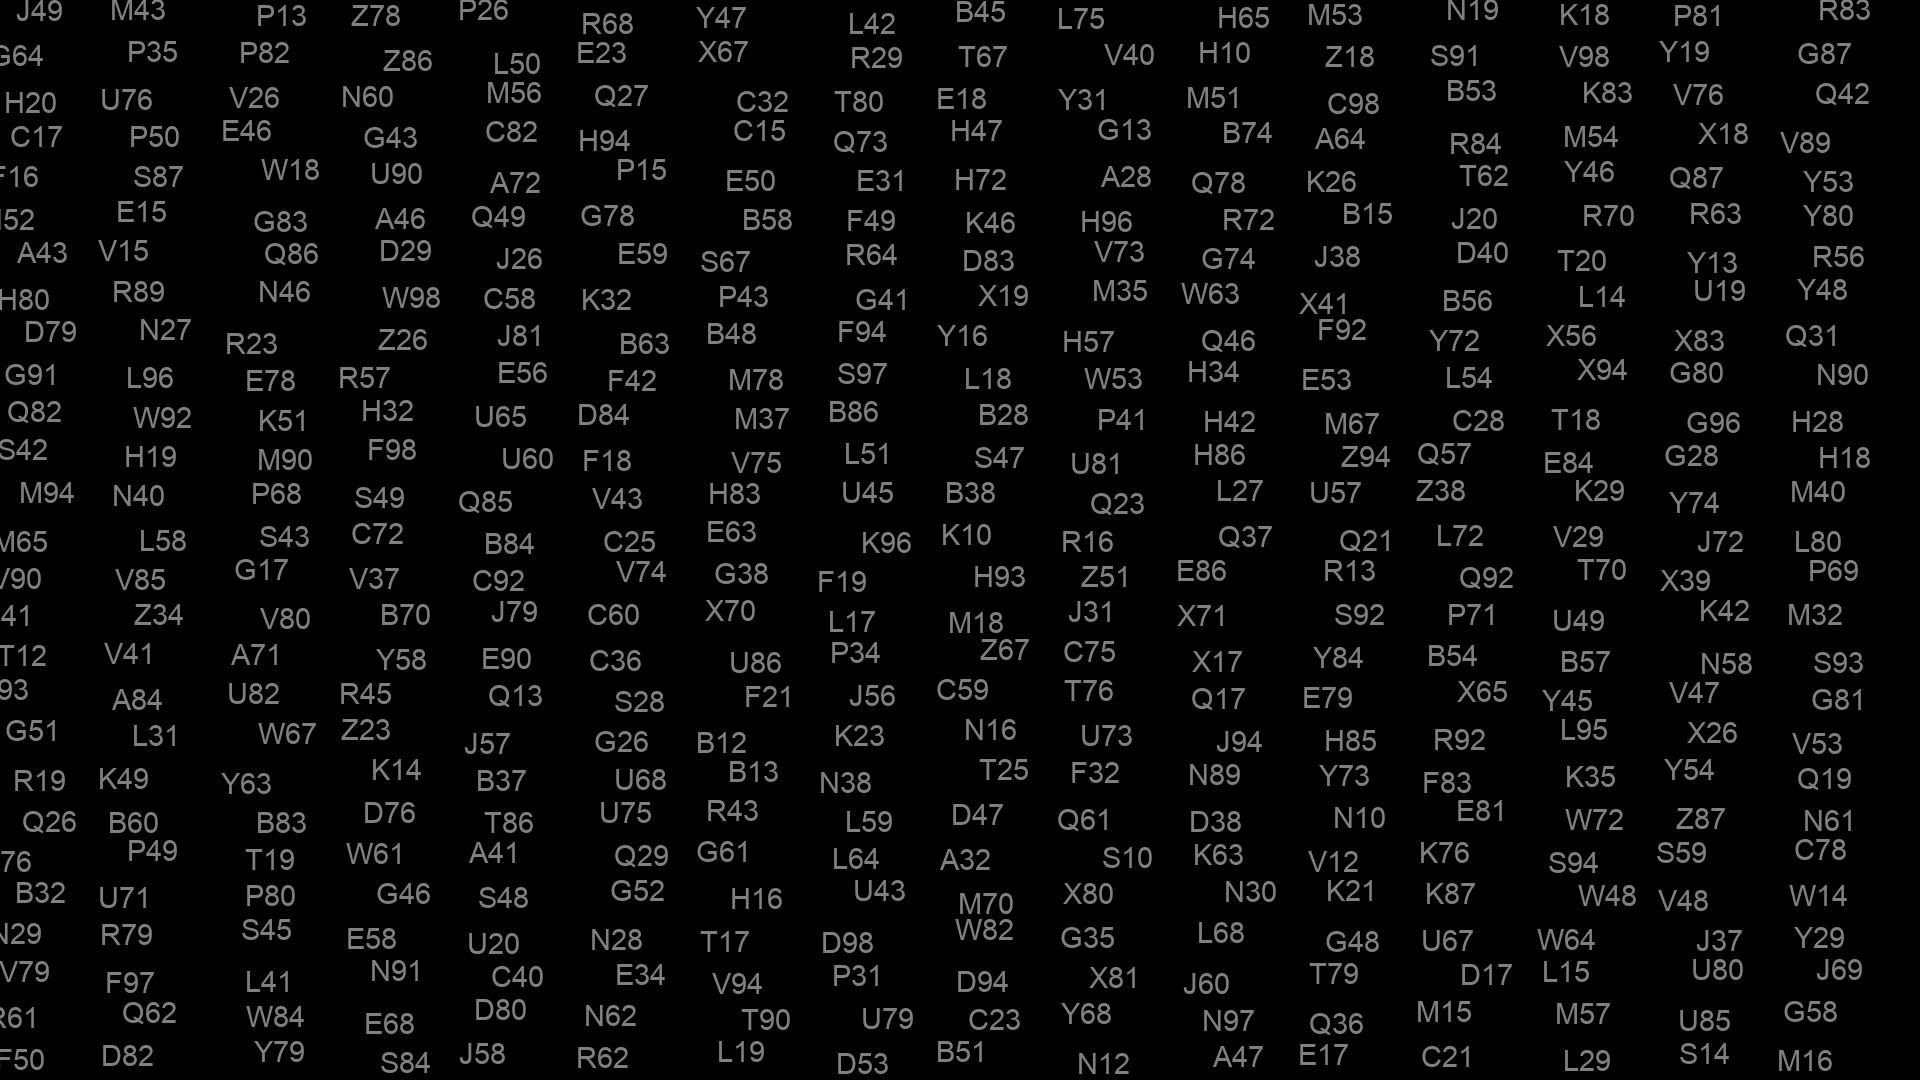 J49 M43 P13 Z78 P26 R68 Y47 L42 B45 L75 H65 M53 N19 K18 P81 R83
G64 P35 P82 Z86 L50 E23 X67 R29 T67 V40 H10 Z18 S91 V98 Y19 G87
H20 U76 V26 N60 M56 Q27 C32 T80 E18 Y31 M51 C98 B53 K83 V76 Q42
C17 P50 E46 G43 C82 H94 C15 Q73 H47 G13 B74 A64 R84 M54 X18 V89
F16 S87 W18 U90 A72 P15 E50 E31 H72 A28 Q78 K26 T62 Y46 Q87 Y53
52 E15 G83 A46 Q49 G78 B58 F49 K46 H96 R72 B15 J20 R70 R63 Y80
A43 V15 Q86 D29 J26 E59 S67 R64 D83 V73 G74 J38 D40 T20 Y13 R56
H80 R89 N46 W98 C58 K32 P43 G41 X19 M35 W63 X41 B56 L14 U19 Y48
D79 N27 R23 Z26 J81 B63 B48 F94 Y16 H57 Q46 F92 Y72 X56 X83 Q31
G91 L96 E78 R57 E56 F42 M78 S97 L18 W53 H34 E53 L54 X94 G80 N90
Q82 W92 K51 H32 U65 D84 M37 B86 B28 P41 H42 M67 C28 T18 G96 H28
S42 H19 M90 F98 U60 F18 V75 L51 S47 U81 H86 Z94 Q57 E84 G28 H18
M94 N40 P68 S49 Q85 V43 H83 U45 B38 Q23 L27 U57 Z38 K29 Y74 M40
M65 L58 S43 C72 B84 C25 E63 K96 K10 R16 Q37 Q21 L72 V29 J72 L80
V90 V85 G17 V37 C92 V74 G38 F19 H93 Z51 E86 R13 Q92 T70 X39 P69
41 Z34 V80 B70 J79 C60 X70 L17 M18 J31 X71 S92 P71 U49 K42 M32
T12 V41 A71 Y58 E90 C36 U86 P34 Z67 C75 X17 Y84 B54 B57 N58 S93
93 A84 U82 R45 Q13 S28 F21 J56 C59 T76 Q17 E79 X65 Y45 V47 G81
G51 L31 W67 Z23 J57 G26 B12 K23 N16 U73 J94 H85 R92 L95 X26 V53
R19 K49 Y63 K14 B37 U68 B13 N38 T25 F32 N89 Y73 F83 K35 Y54 Q19
Q26 B60 B83 D76 T86 U75 R43 L59 D47 Q61 D38 N10 E81 W72 Z87 N61
76 P49 T19 W61 A41 Q29 G61 L64 A32 S10 K63 V12 K76 S94 S59 C78
B32 U71 P80 G46 S48 G52 H16 U43 M70 X80 N30 K21 K87 W48 V48 W14
N29 R79 S45 E58 U20 N28 T17 D98 W82 G35 L68 G48 U67 W64 J37 Y29
V79 F97 L41 N91 C40 E34 V94 P31 D94 X81 J60 T79 D17 L15 U80 J69
R61 Q62 W84 E68 D80 N62 T90 U79 C23 Y68 N97 Q36 M15 M57 U85 G58
F50 D82 Y79 S84 J58 R62 L19 D53 B51 N12 A47 E17 C21 L29 S14 M16